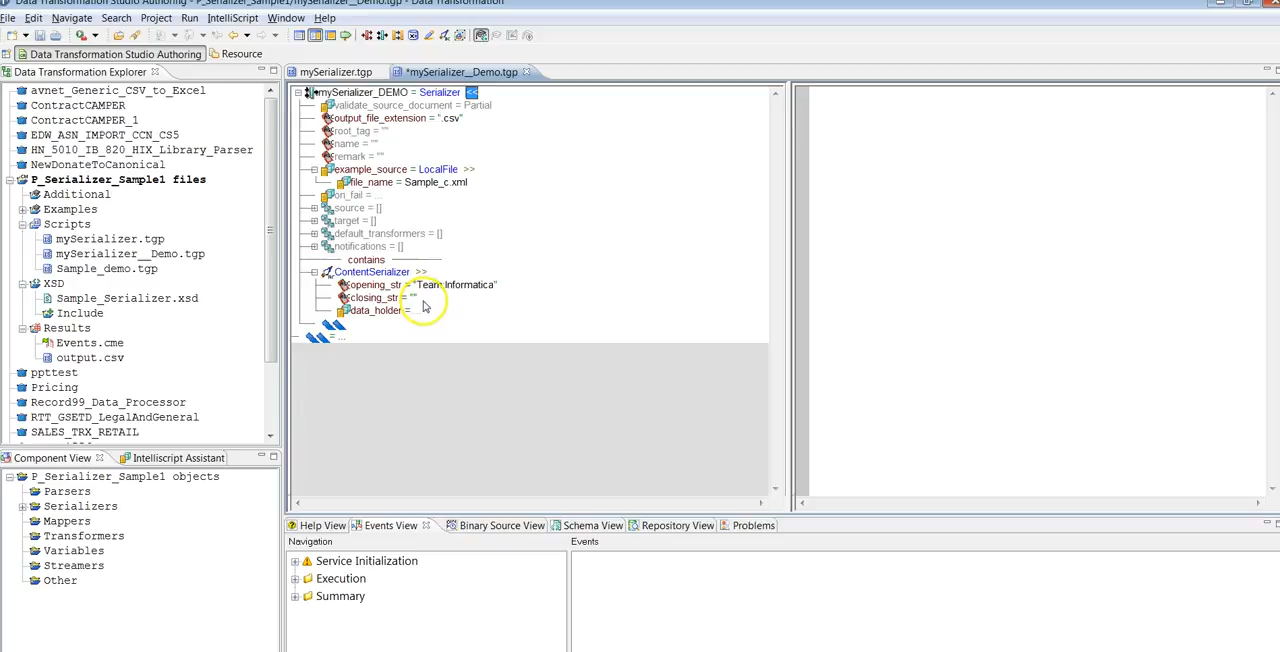 Data Transformation Studio Authoring - P_Serializer_Sample1/mySerializer__Demo.tgp - Data Transformation
File Edit Navigate Search Project Run IntelliScript Window Help
Data Transformation Studio Authoring Resource
Data Transformation Explorer
avnet_Generic_CSV_to_Excel
ContractCAMPER
ContractCAMPER_1
EDW_ASN_IMPORT_CCN_CS5
HN_5010_IB_820_HIX_Library_Parser
NewDonateToCanonical
P_Serializer_Sample1 files
Additional
Examples
Scripts
mySerializer.tgp
mySerializer__Demo.tgp
Sample_demo.tgp
XSD
Sample_Serializer.xsd
Include
Results
Events.cme
output.csv
ppttest
Pricing
Record99_Data_Processor
RTT_GSETD_LegalAndGeneral
SALES_TRX_RETAIL
Component View Intelliscript Assistant
P_Serializer_Sample1 objects
Parsers
Serializers
Mappers
Transformers
Variables
Streamers
Other
mySerializer.tgp *mySerializer__Demo.tgp
mySerializer_DEMO = Serializer <<
validate_source_document = Partial
output_file_extension = ".csv"
root_tag = ""
name = ""
remark = ""
example_source = LocalFile >>
file_name = Sample_c.xml
on_fail = ...
source = []
target = []
default_transformers = []
notifications = []
contains
ContentSerializer >>
opening_str = "Team Informatica"
closing_str = ""
data_holder =
= ...
Help View Events View Binary Source View Schema View Repository View Problems
Navigation Events
Service Initialization
Execution
Summary